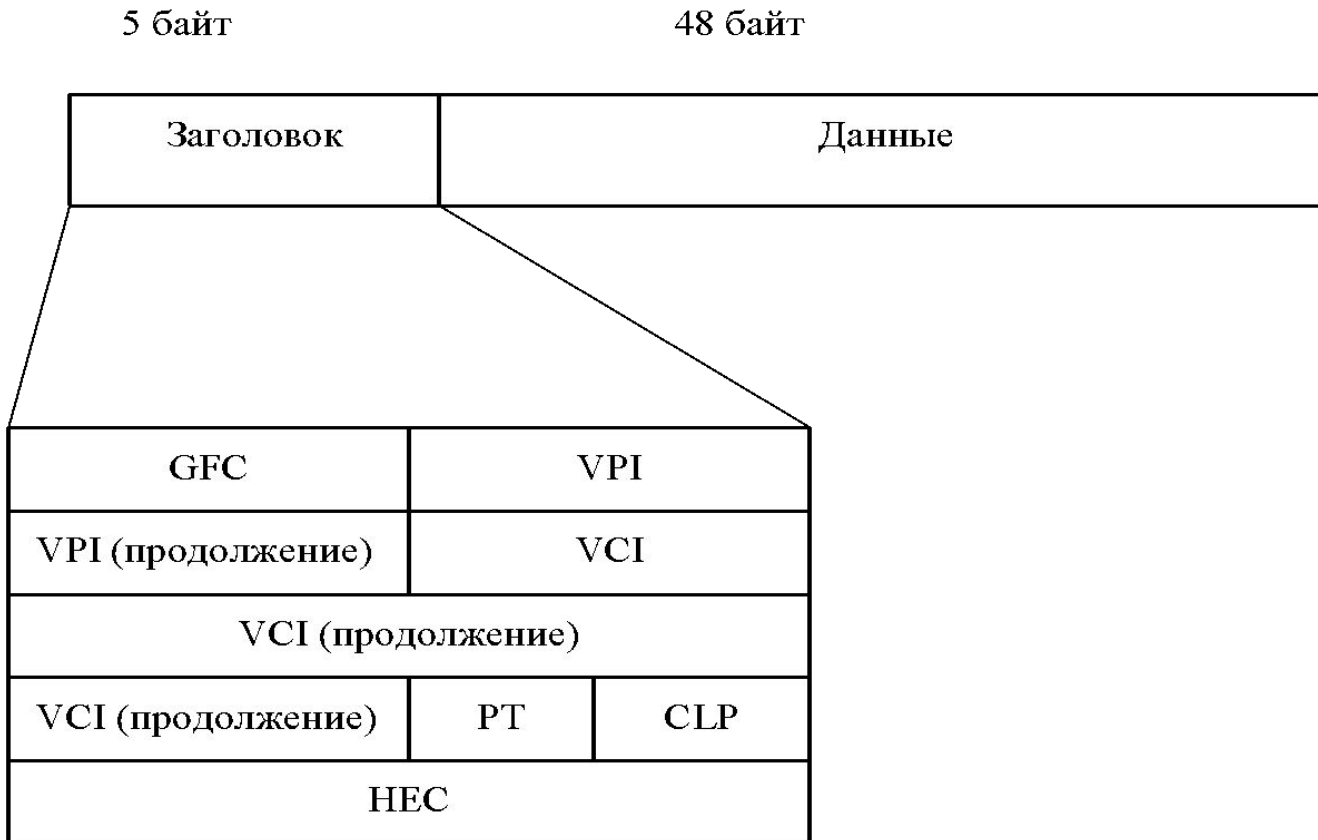 5 байт 48 байт
Заголовок Данные
GFC VPI
VPI (продолжение) VCI
VCI (продолжение)
VCI (продолжение) PT CLP
HEC